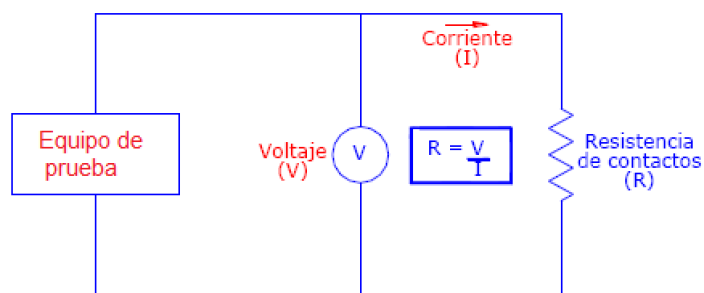 Corriente
(I)
Equipo de
prueba
Voltaje
(V)
V
R = V
I
Resistencia
de contactos
(R)